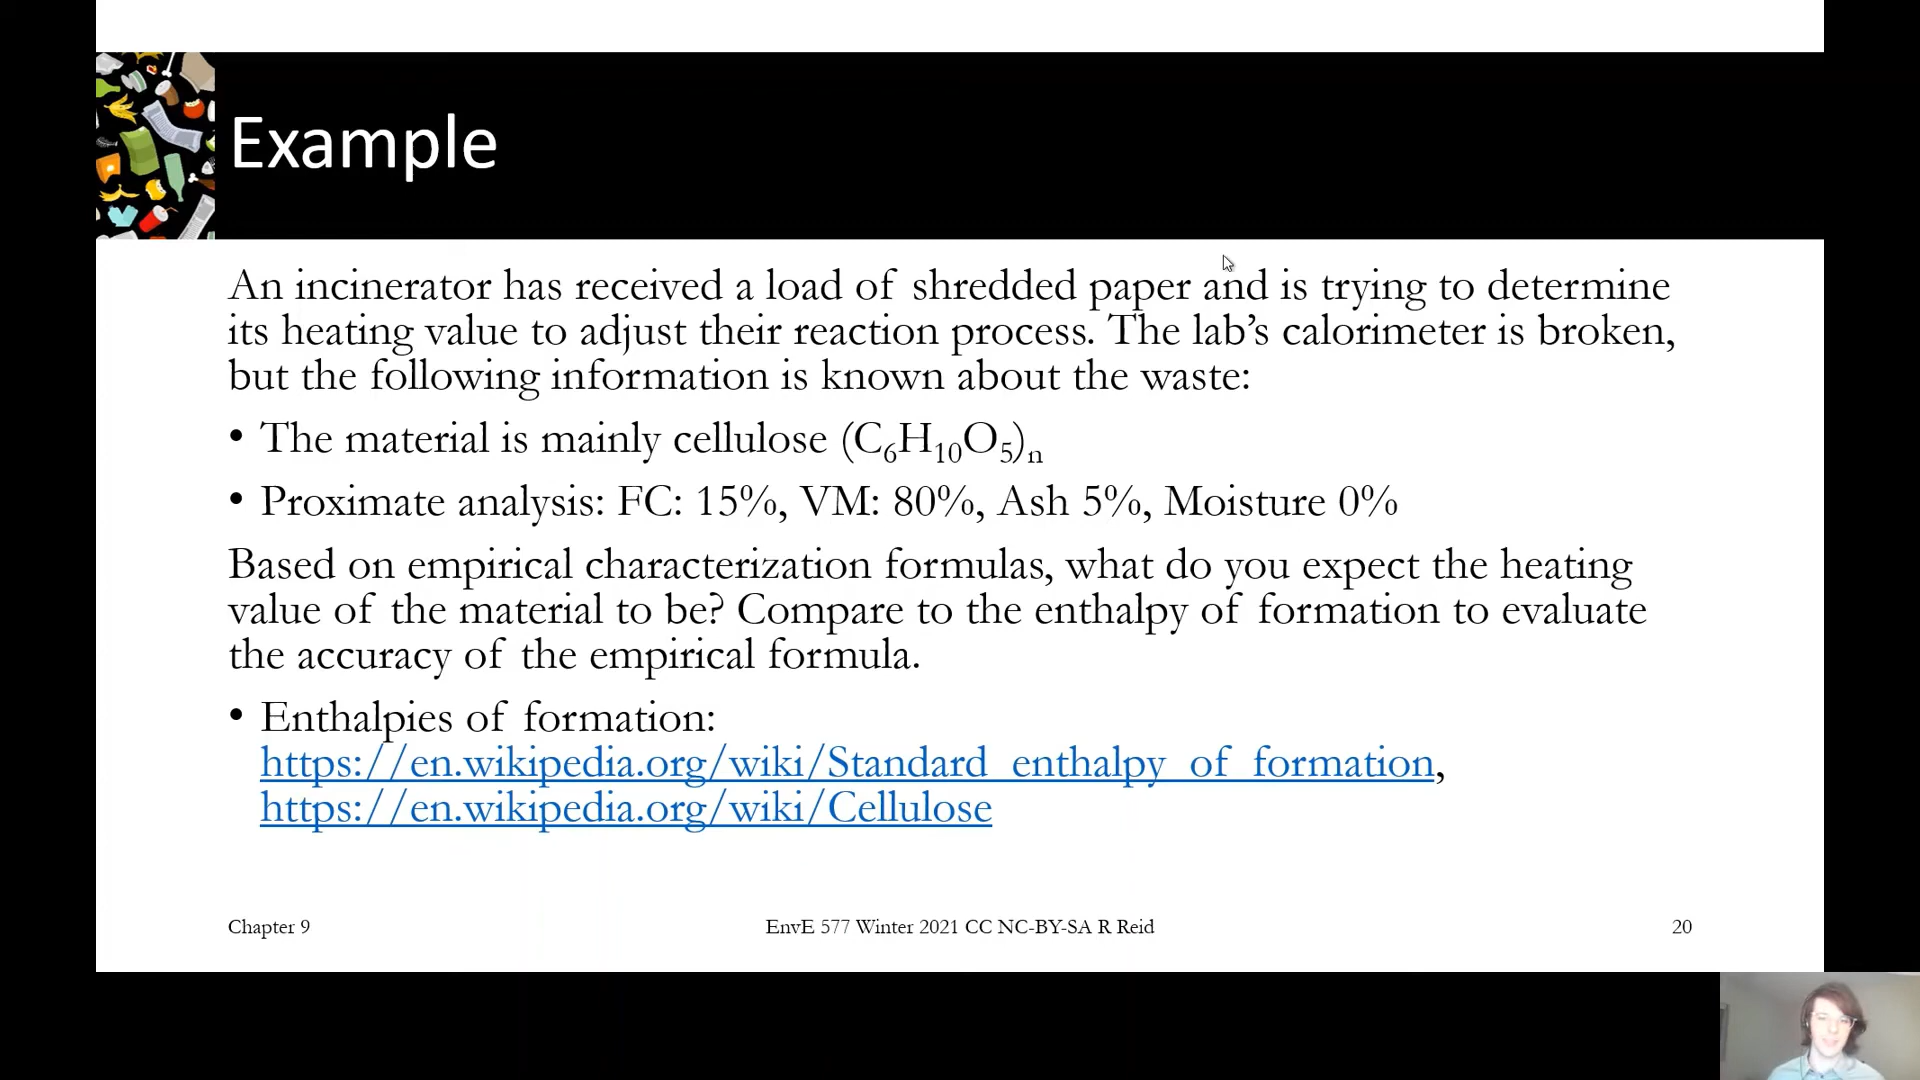 Example
An incinerator has received a load of shredded paper and is trying to determine
its heating value to adjust their reaction process. The lab’s calorimeter is broken,
but the following information is known about the waste:
• The material is mainly cellulose (C₆H₁₀O₅)ₙ
• Proximate analysis: FC: 15%, VM: 80%, Ash 5%, Moisture 0%
Based on empirical characterization formulas, what do you expect the heating
value of the material to be? Compare to the enthalpy of formation to evaluate
the accuracy of the empirical formula.
• Enthalpies of formation:
https://en.wikipedia.org/wiki/Standard_enthalpy_of_formation,
https://en.wikipedia.org/wiki/Cellulose
Chapter 9
EnvE 577 Winter 2021 CC NC-BY-SA R Reid
20